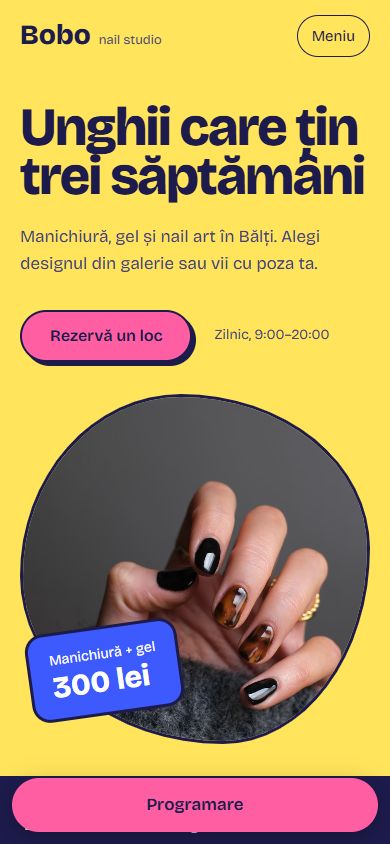 Bobo nail studio
Meniu
Unghii care țin
trei săptămâni
Manichiură, gel și nail art în Bălți. Alegi
designul din galerie sau vii cu poza ta.
Rezervă un loc
Zilnic, 9:00–20:00
Manichiură + gel
300 lei
Programare